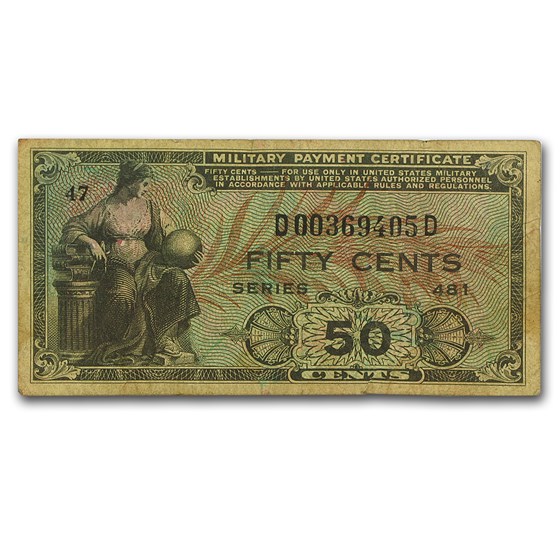 MILITARY PAYMENT CERTIFICATE
FIFTY CENTS — FOR USE ONLY IN UNITED STATES MILITARY
ESTABLISHMENTS BY UNITED STATES AUTHORIZED PERSONNEL
IN ACCORDANCE WITH APPLICABLE RULES AND REGULATIONS.
47
D00369405D
FIFTY CENTS
SERIES 481
50
CENTS